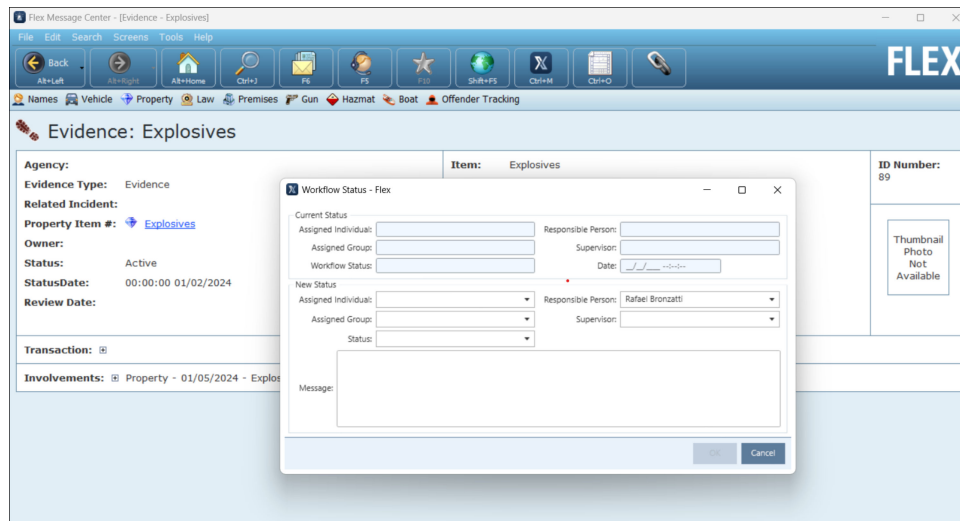 Flex Message Center - [Evidence - Explosives]
File Edit Search Screens Tools Help
Back
Alt+Left Alt+Right Alt+Home Ctrl+J F6 F5 F10 Shift+F5 Ctrl+M Ctrl+O
FLEX
Names Vehicle Property Law Premises Gun Hazmat Boat Offender Tracking
Evidence: Explosives
Agency:
Item: Explosives
ID Number:
89
Evidence Type: Evidence
Related Incident:
Property Item #: Explosives
Owner:
Status: Active
StatusDate: 00:00:00 01/02/2024
Review Date:
Thumbnail
Photo
Not
Available
Transaction:
Involvements: Property - 01/05/2024 - Explos
Workflow Status - Flex
Current Status
Assigned Individual: Responsible Person:
Assigned Group: Supervisor:
Workflow Status: Date: __/__/____ --:--:--
New Status
Assigned Individual: Responsible Person: Rafael Bronzatti
Assigned Group: Supervisor:
Status:
Message:
OK Cancel